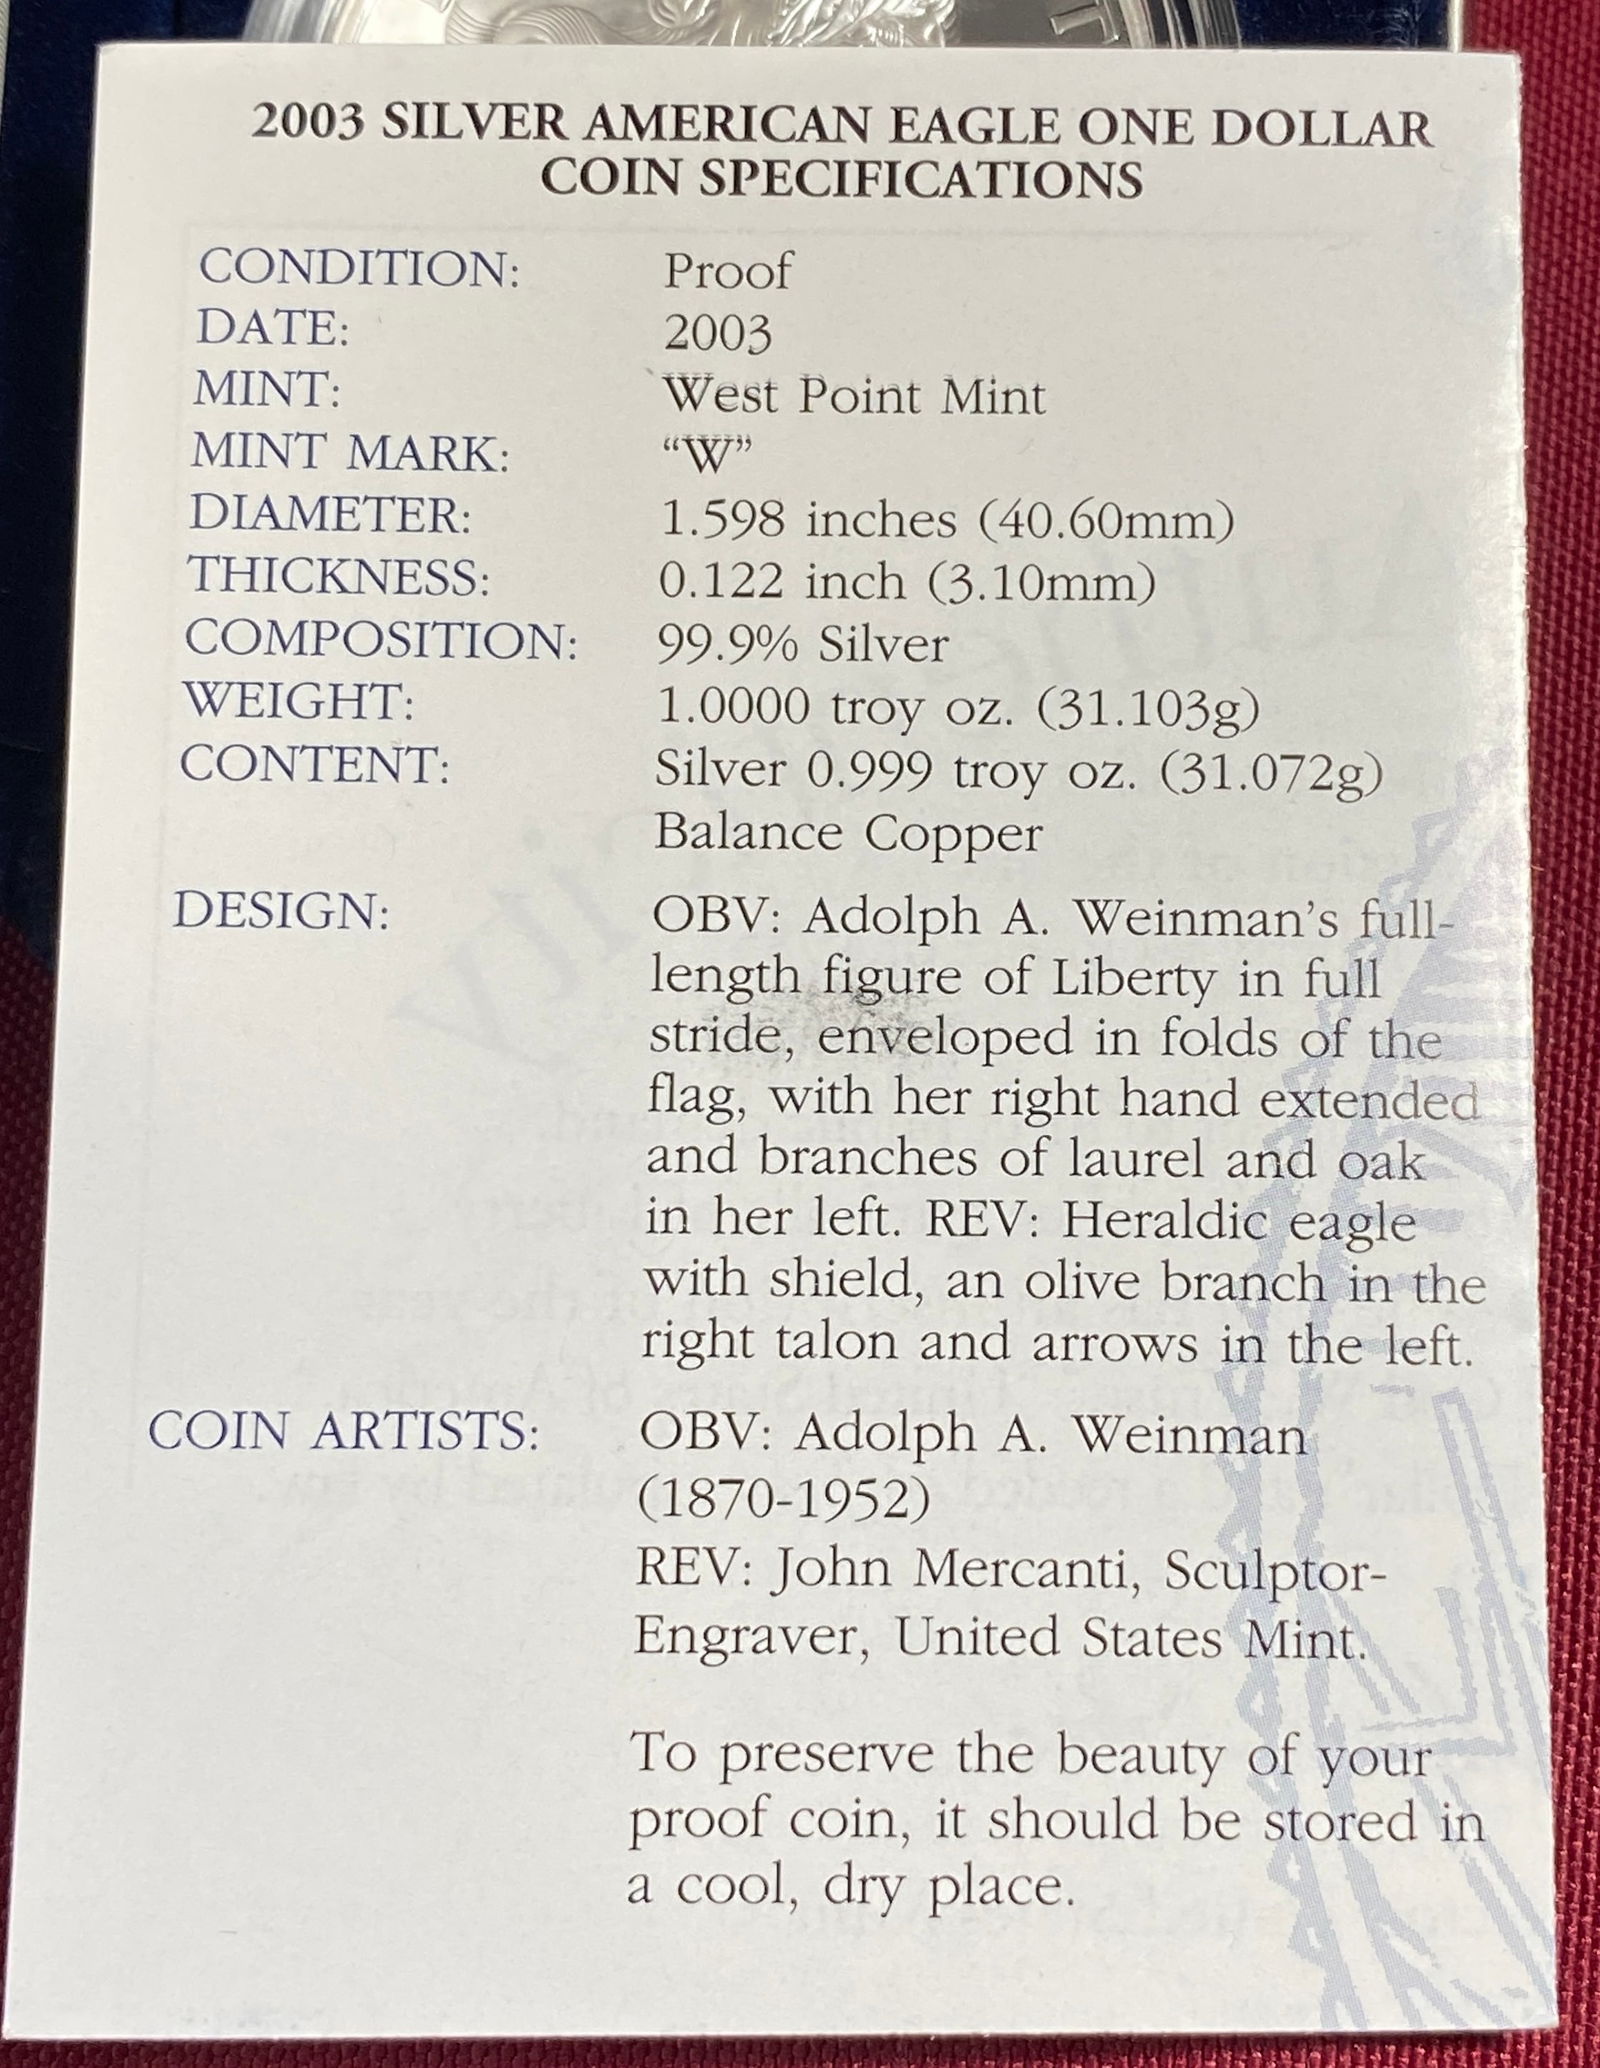 2003 SILVER AMERICAN EAGLE ONE DOLLAR
COIN SPECIFICATIONS
CONDITION: Proof
DATE: 2003
MINT: West Point Mint
MINT MARK: “W”
DIAMETER: 1.598 inches (40.60mm)
THICKNESS: 0.122 inch (3.10mm)
COMPOSITION: 99.9% Silver
WEIGHT: 1.0000 troy oz. (31.103g)
CONTENT: Silver 0.999 troy oz. (31.072g)
Balance Copper
DESIGN: OBV: Adolph A. Weinman’s full-
length figure of Liberty in full
stride, enveloped in folds of the
flag, with her right hand extended
and branches of laurel and oak
in her left. REV: Heraldic eagle
with shield, an olive branch in the
right talon and arrows in the left.
COIN ARTISTS: OBV: Adolph A. Weinman
(1870-1952)
REV: John Mercanti, Sculptor-
Engraver, United States Mint.
To preserve the beauty of your
proof coin, it should be stored in
a cool, dry place.